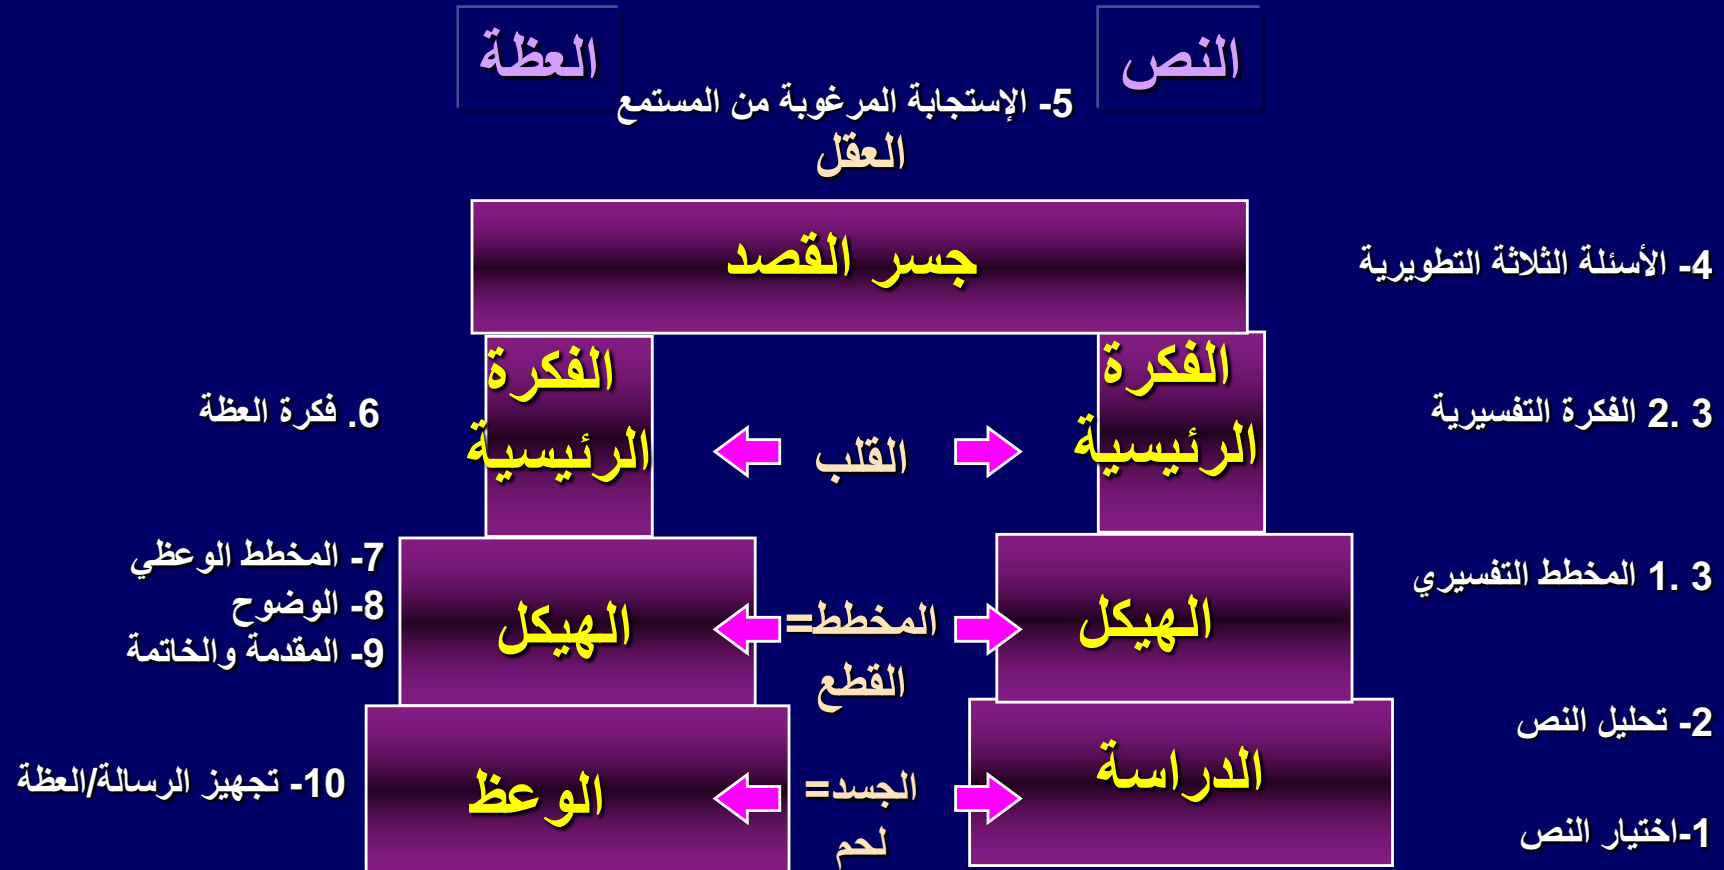 النص
العظة
5- الإستجابة المرغوبة من المستمع
العقل
جسر القصد
4- الأسئلة الثلاثة التطويرية
الفكرة
الرئيسية
الفكرة
الرئيسية
القلب
3 .2 الفكرة التفسيرية
6. فكرة العظة
3 .1 المخطط التفسيري
الهيكل
المخطط=
القطع
الهيكل
7- المخطط الوعظي
8- الوضوح
9- المقدمة والخاتمة
2- تحليل النص
1-اختيار النص
الدراسة
الجسد=
لحم
الوعظ
10- تجهيز الرسالة/العظة